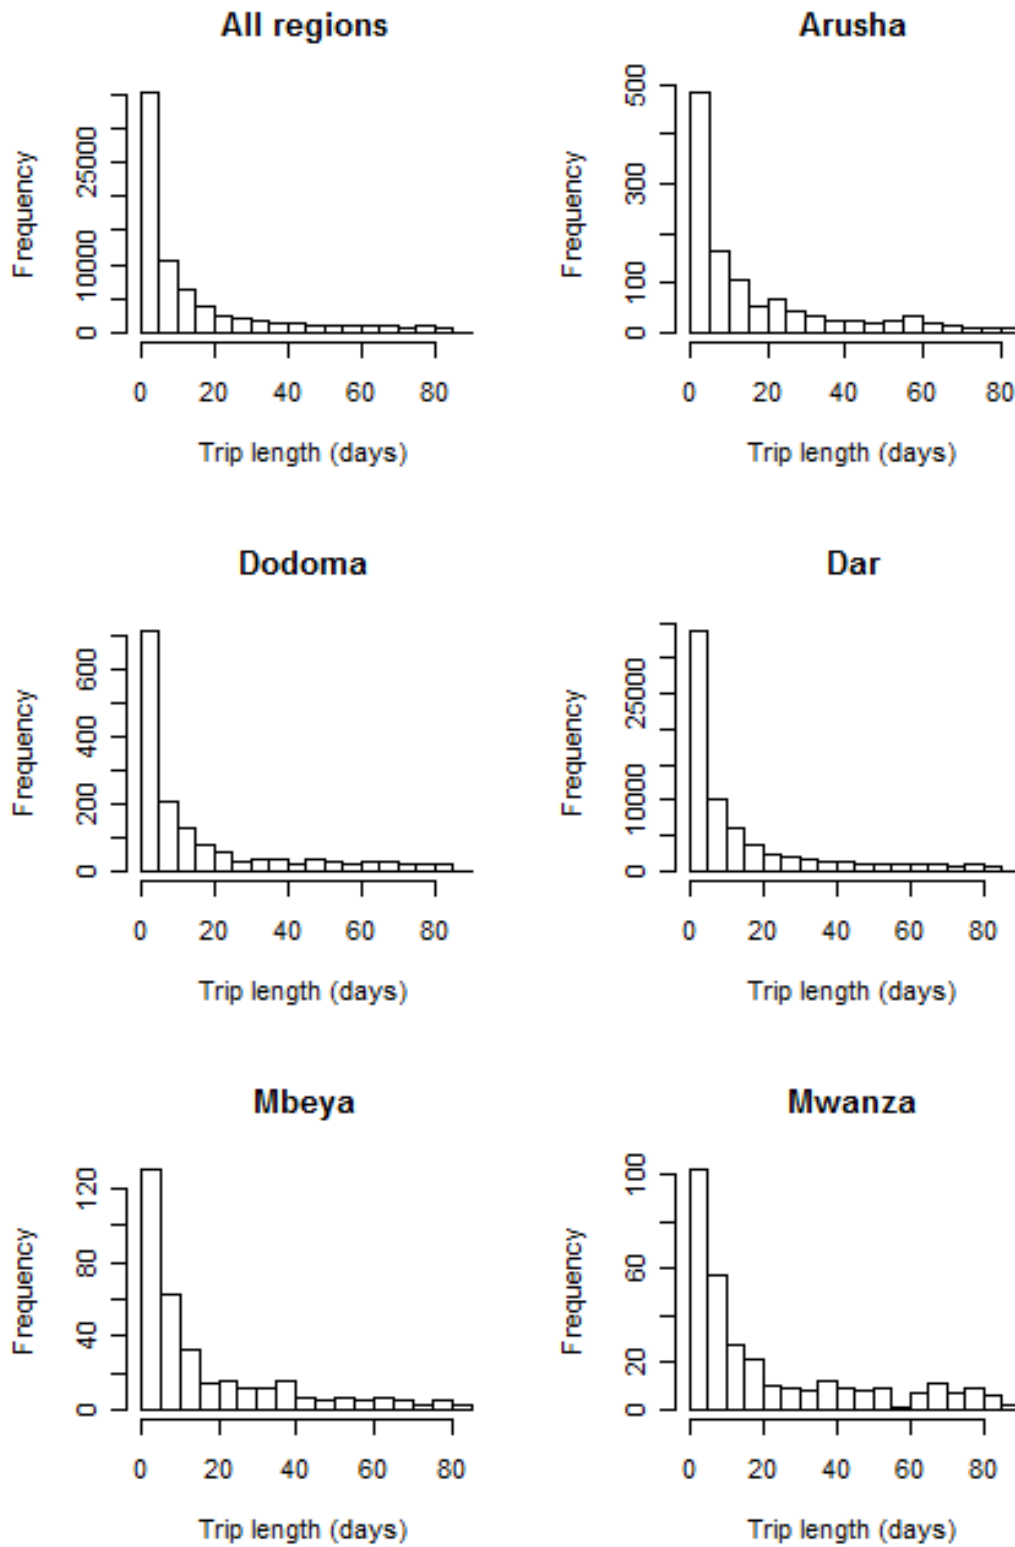 All regions
Frequency
0 10000 25000
0 20 40 60 80
Trip length (days)
Arusha
Frequency
0 100 300 500
0 20 40 60 80
Trip length (days)
Dodoma
Frequency
0 200 400 600
0 20 40 60 80
Trip length (days)
Dar
Frequency
0 10000 25000
0 20 40 60 80
Trip length (days)
Mbeya
Frequency
0 40 80 120
0 20 40 60 80
Trip length (days)
Mwanza
Frequency
0 20 60 100
0 20 40 60 80
Trip length (days)